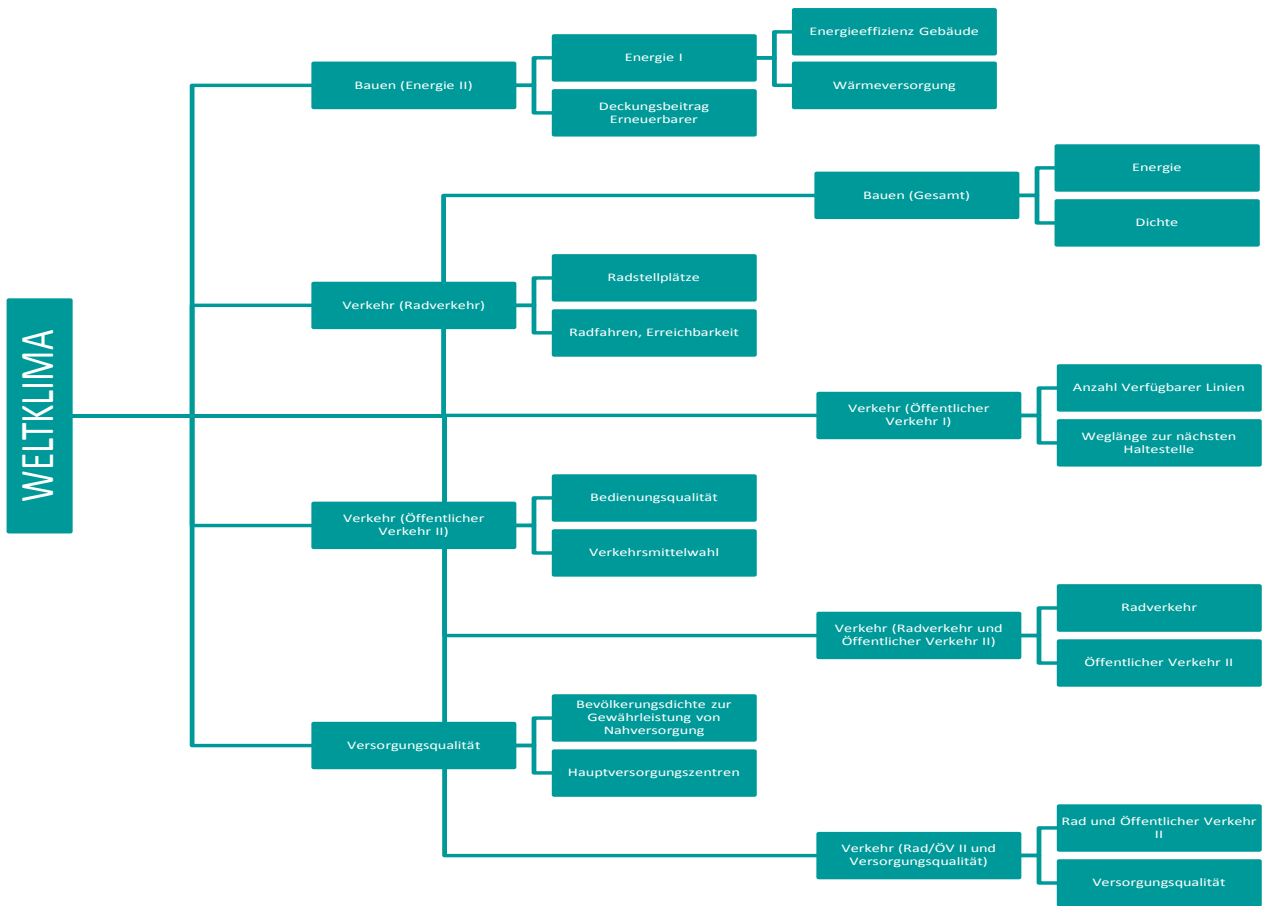 WELTKLIMA
Bauen (Energie II)
Energie I
Energieeffizienz Gebäude
Wärmeversorgung
Deckungsbeitrag
Erneuerbarer
Bauen (Gesamt)
Energie
Dichte
Verkehr (Radverkehr)
Radstellplätze
Radfahren, Erreichbarkeit
Verkehr (Öffentlicher
Verkehr I)
Anzahl Verfügbarer Linien
Weglänge zur nächsten
Haltestelle
Verkehr (Öffentlicher
Verkehr II)
Bedienungsqualität
Verkehrsmittelwahl
Verkehr (Radverkehr und
Öffentlicher Verkehr II)
Radverkehr
Öffentlicher Verkehr II
Versorgungsqualität
Bevölkerungsdichte zur
Gewährleistung von
Nahversorgung
Hauptversorgungszentren
Verkehr (Rad/ÖV II und
Versorgungsqualität)
Rad und Öffentlicher Verkehr
II
Versorgungsqualität